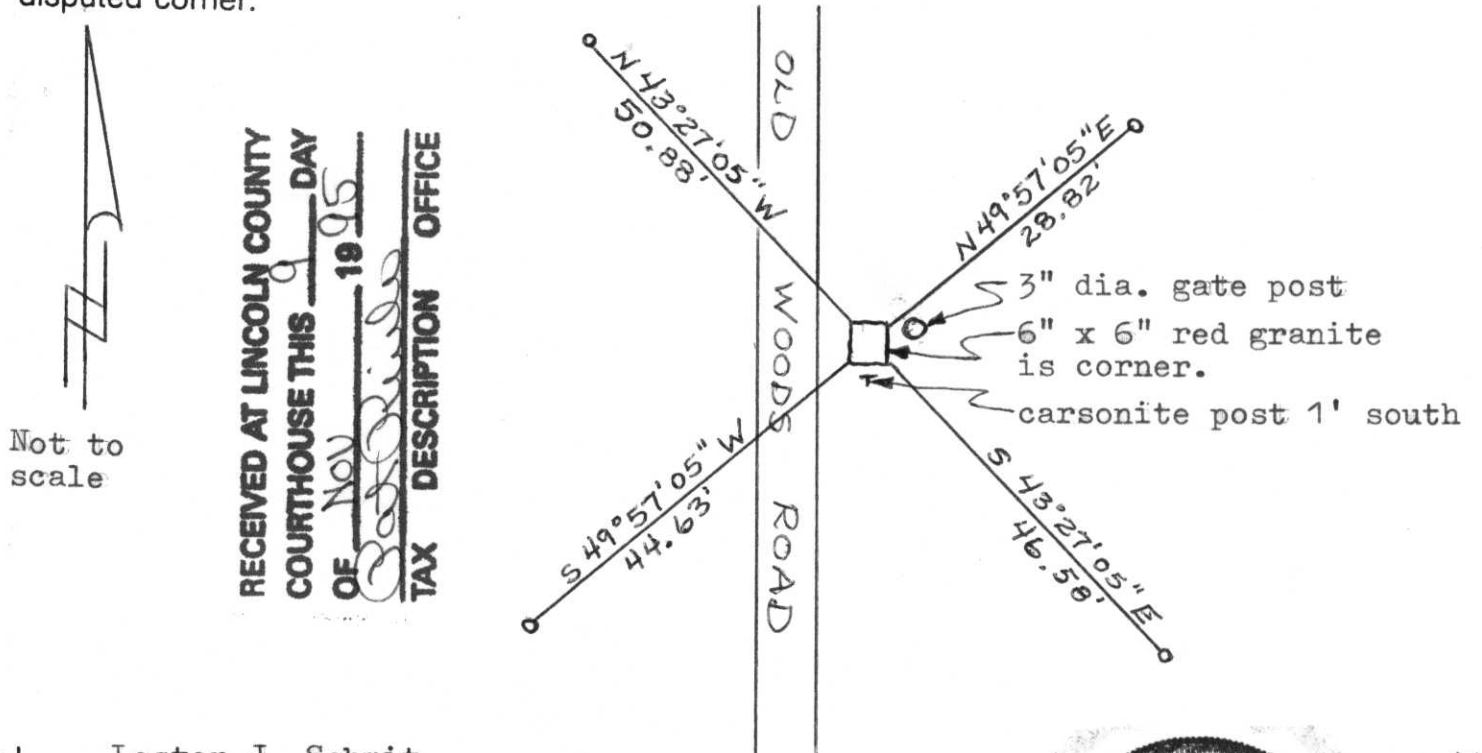 disputed corner.
Not to
scale
RECEIVED AT LINCOLN COUNTY
COURTHOUSE THIS 9 DAY
OF NOV 1995
TAX DESCRIPTION OFFICE
N 43°27'05" W
50.88'
OLD WOODS ROAD
N 49°57'05" E
28.82'
3" dia. gate post
6" x 6" red granite
is corner.
carsonite post 1' south
S 49°57'05" W
44.63'
S 43°27'05" E
46.58'